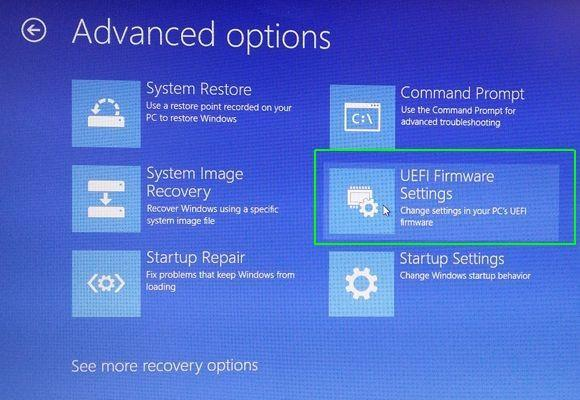 Advanced options
System Restore
Use a restore point recorded on your
PC to restore Windows
Command Prompt
Use the Command Prompt for
advanced troubleshooting
C:\
System Image
Recovery
Recover Windows using a specific
system image file
UEFI Firmware
Settings
Change settings in your PC's UEFI
firmware
Startup Repair
Fix problems that keep Windows from
loading
Startup Settings
Change Windows startup behavior
See more recovery options